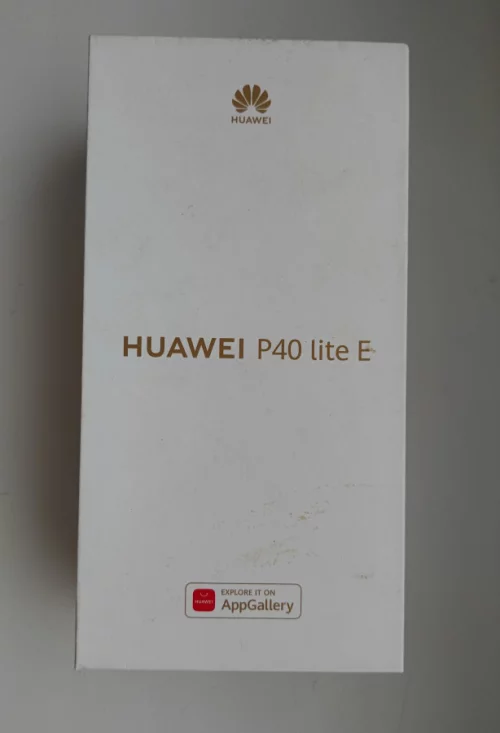 HUAWEI
HUAWEI P40 lite E
HUAWEI
EXPLORE IT ON
AppGallery